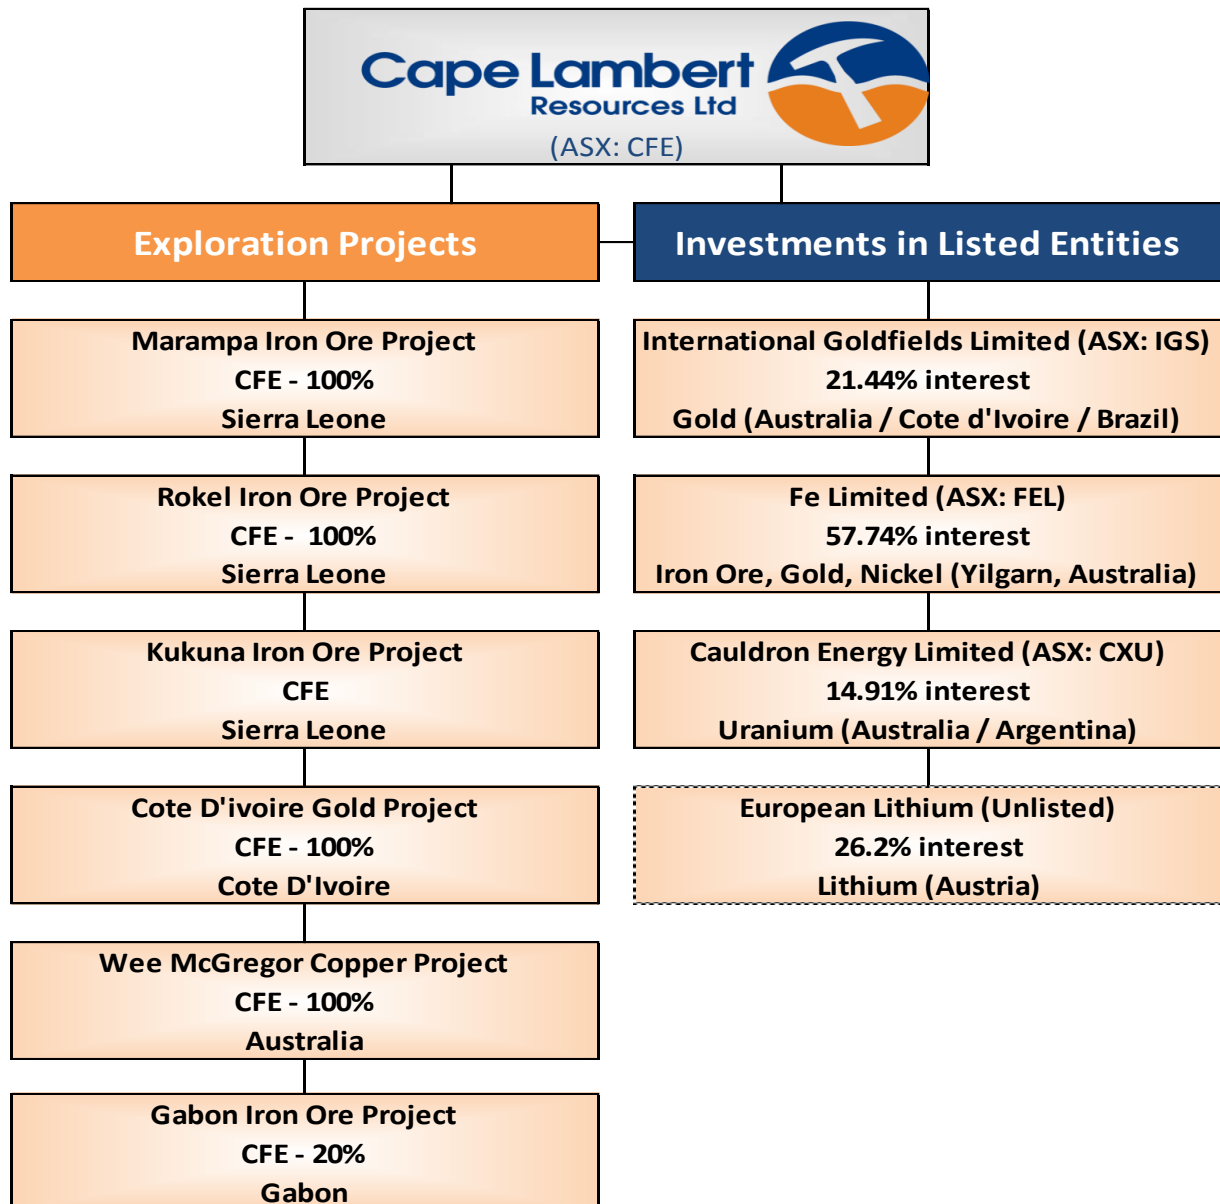 Cape Lambert
Resources Ltd
(ASX: CFE)
Exploration Projects
Marampa Iron Ore Project
CFE - 100%
Sierra Leone
Rokel Iron Ore Project
CFE - 100%
Sierra Leone
Kukuna Iron Ore Project
CFE
Sierra Leone
Cote D'ivoire Gold Project
CFE - 100%
Cote D'Ivoire
Wee McGregor Copper Project
CFE - 100%
Australia
Gabon Iron Ore Project
CFE - 20%
Gabon
Investments in Listed Entities
International Goldfields Limited (ASX: IGS)
21.44% interest
Gold (Australia / Cote d'Ivoire / Brazil)
Fe Limited (ASX: FEL)
57.74% interest
Iron Ore, Gold, Nickel (Yilgarn, Australia)
Cauldron Energy Limited (ASX: CXU)
14.91% interest
Uranium (Australia / Argentina)
European Lithium (Unlisted)
26.2% interest
Lithium (Austria)